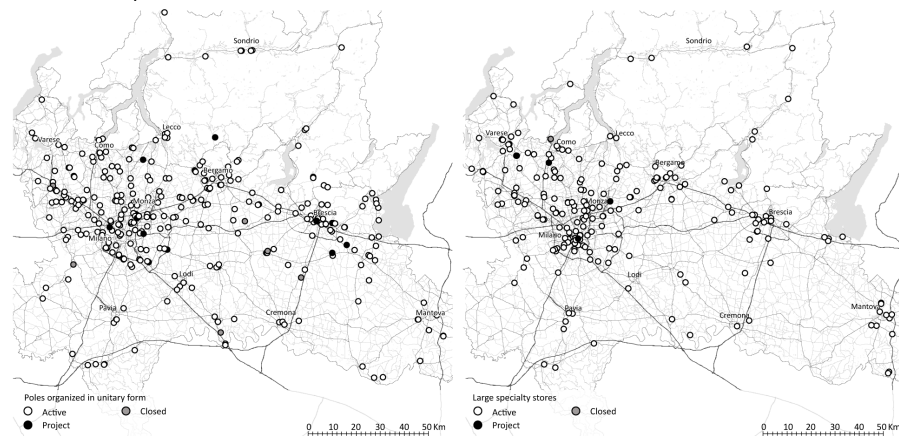 Sondrio
Lecco
Varese
Como
Bergamo
Monza
Brescia
Milano
Lodi
Pavia
Cremona
Mantova
Poles organized in unitary form
Active
Closed
Project
0 10 20 30 40 50 Km
Sondrio
Varese
Como
Lecco
Bergamo
Monza
Brescia
Milano
Lodi
Pavia
Cremona
Mantova
Large specialty stores
Active
Closed
Project
0 10 20 30 40 50 Km